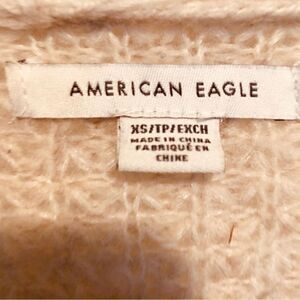 AMERICAN EAGLE
XS/TP/EXCH
MADE IN CHINA
FABRIQUÉ EN
CHINE